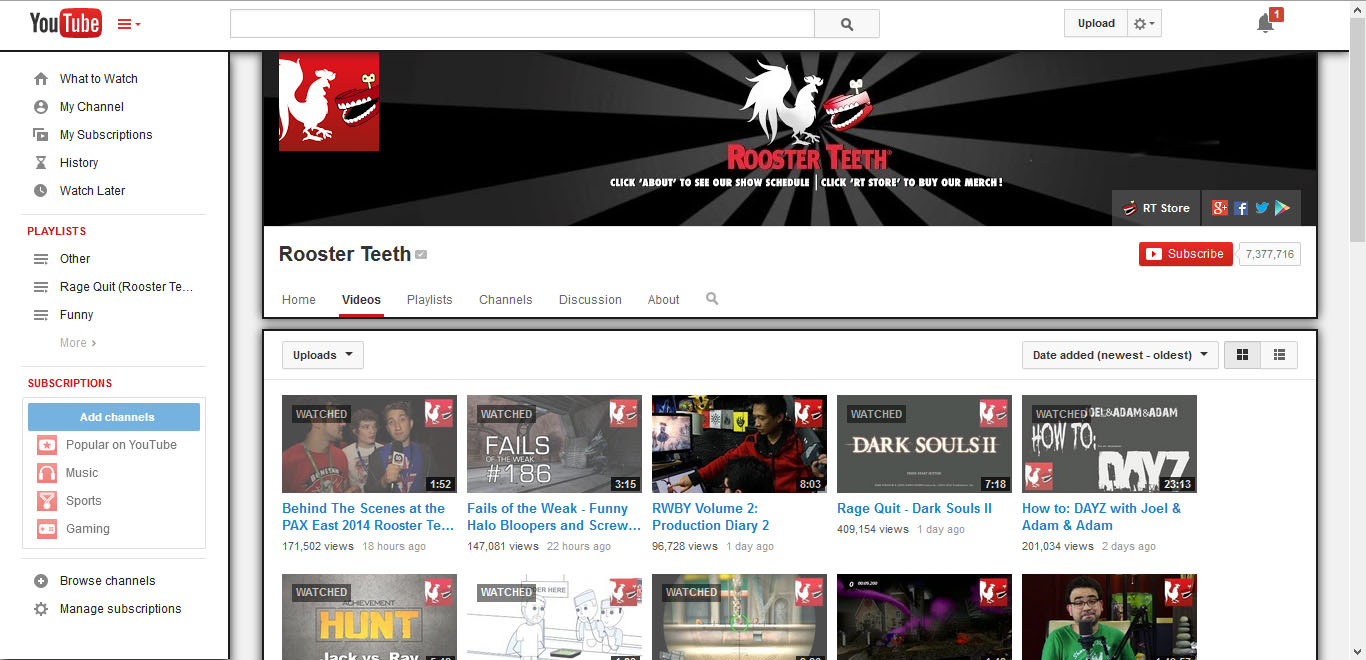 YouTube
Upload
1
What to Watch
My Channel
My Subscriptions
History
Watch Later
PLAYLISTS
Other
Rage Quit (Rooster Te...
Funny
More ›
SUBSCRIPTIONS
Add channels
Popular on YouTube
Music
Sports
Gaming
Browse channels
Manage subscriptions
ROOSTER TEETH®
CLICK 'ABOUT' TO SEE OUR SHOW SCHEDULE | CLICK 'RT STORE' TO BUY OUR MERCH!
RT Store
Rooster Teeth
Subscribe 7,377,716
Home Videos Playlists Channels Discussion About
Uploads Date added (newest - oldest)
WATCHED
1:52
Behind The Scenes at the
PAX East 2014 Rooster Te...
171,502 views 18 hours ago
WATCHED
FAILS
OF THE WEAK
#186
3:15
Fails of the Weak - Funny
Halo Bloopers and Screw...
147,081 views 22 hours ago
8:03
RWBY Volume 2:
Production Diary 2
96,728 views 1 day ago
WATCHED
DARK SOULS II
7:18
Rage Quit - Dark Souls II
409,154 views 1 day ago
WATCHED
JOEL&ADAM&ADAM
HOW TO:
DAYZ
23:13
How to: DAYZ with Joel &
Adam & Adam
201,034 views 2 days ago
WATCHED
ACHIEVEMENT
HUNT
Jack vs. Ray
WATCHED
DER HERE
WATCHED